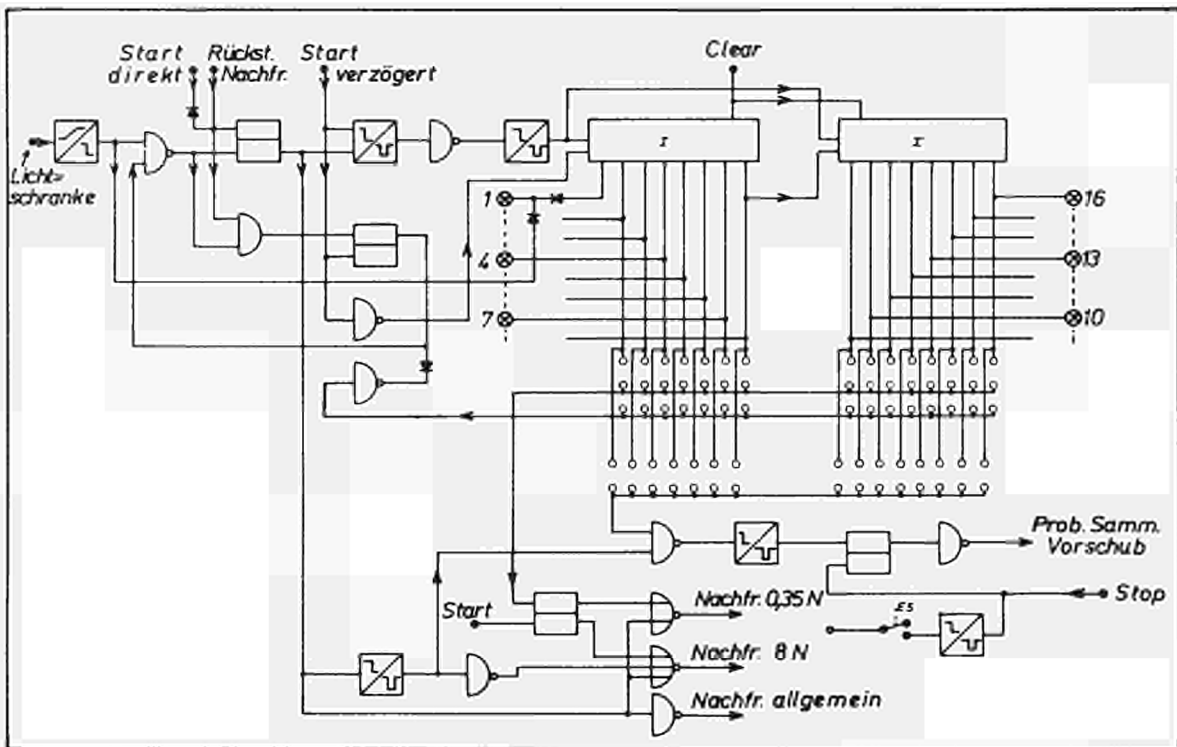 Start direkt
Rückst. Nachfr.
Start verzögert
Clear
Licht=
schranke
I
I
1
4
7
16
13
10
Prob. Samm.
Vorschub
Stop
ES
Start
Nachfr. 0,35 N
Nachfr. 8 N
Nachfr. allgemein